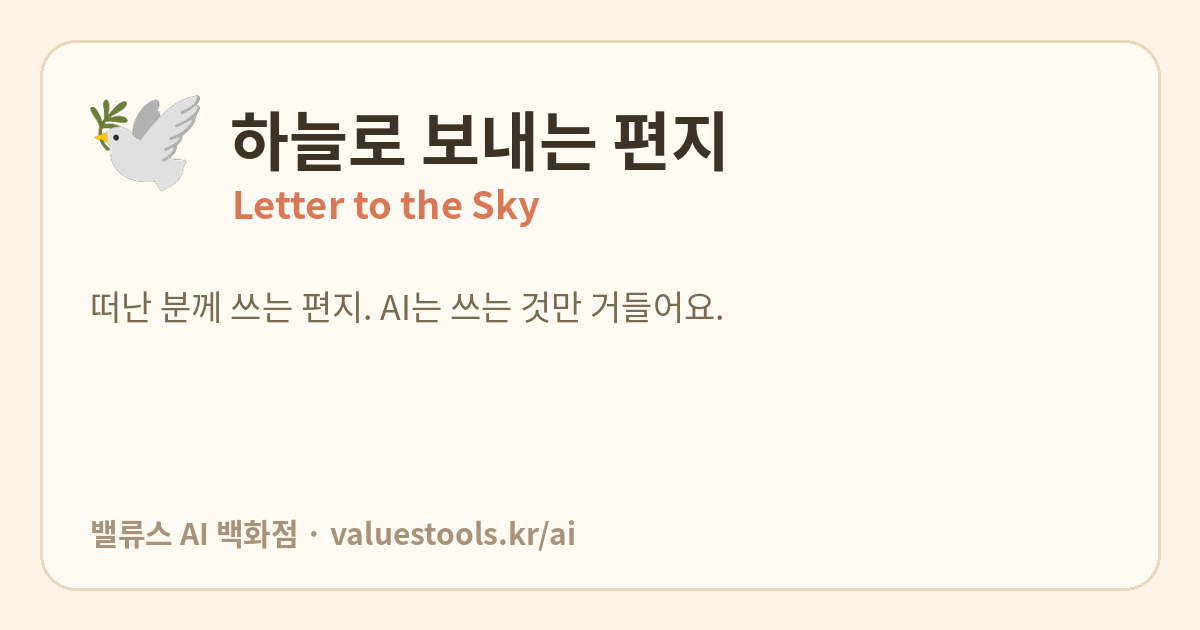 하늘로 보내는 편지
Letter to the Sky
떠난 분께 쓰는 편지. AI는 쓰는 것만 거들어요.
밸류스 AI 백화점 · valuestools.kr/ai